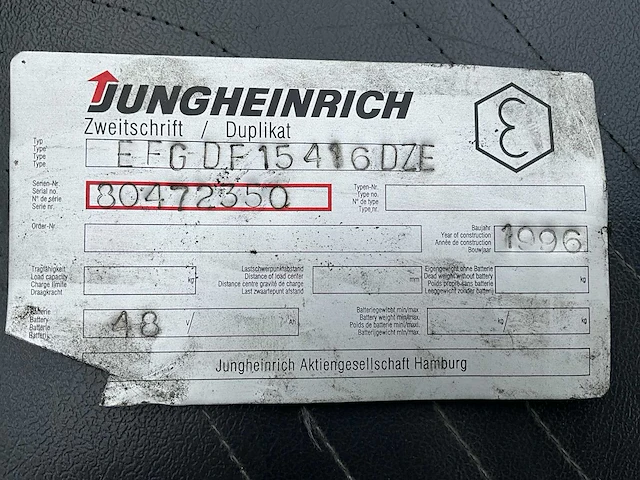 JUNGHEINRICH
Zweitschrift / Duplikat
Typ
Type
Type
Type
EFG DF 15 416 DZE
Serien-Nr.
Serial no.
N° de série
Serie nr.
80472350
Typen-Nr.
Type no.
N° de type
Type nr.
Order-Nr.
Baujahr
Year of construction
Année de construction
Bouwjaar
1996
Tragfähigkeit
Load capacity
Charge limite
Draagkracht
kg
Lastschwerpunktabstand
Distance of load center
Distance centre gravité de charge
Last zwaartepunt afstand
mm
Eigengewicht ohne Batterie
Dead weight without battery
Poids propre sans batterie
Leeggewicht zonder batterij
kg
Batterie
Battery
Batterie
Batterij
48
V/
Ah
Batteriegewicht min/max
Battery weight min/max
Poids de batterie mini/maxi
Batterijgewicht min/max
kg/
kg
Jungheinrich Aktiengesellschaft Hamburg